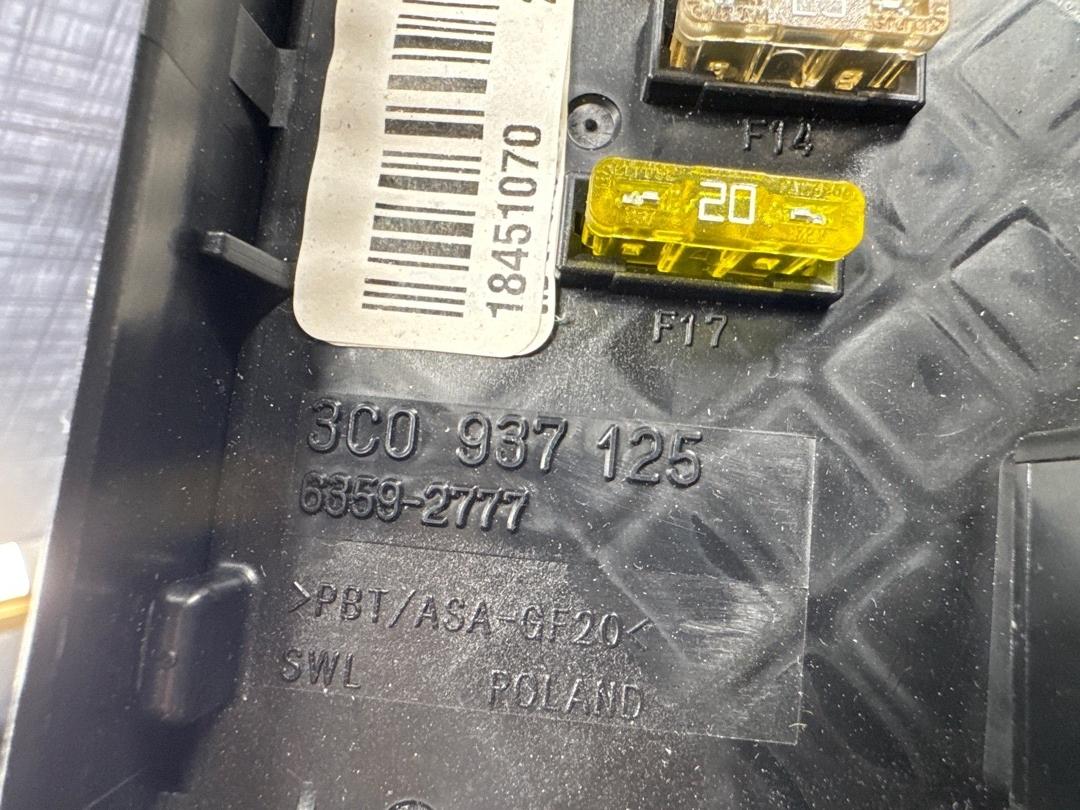 F14
20
F17
18451070
3C0 937 125
6359-2777
>PBT/ASA-GF20<
SWL POLAND